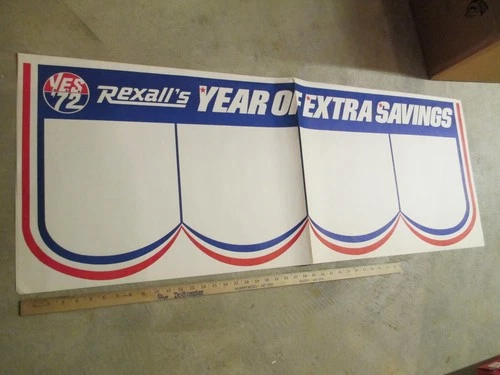 YES
'72
Rexall's YEAR OF EXTRA SAVINGS